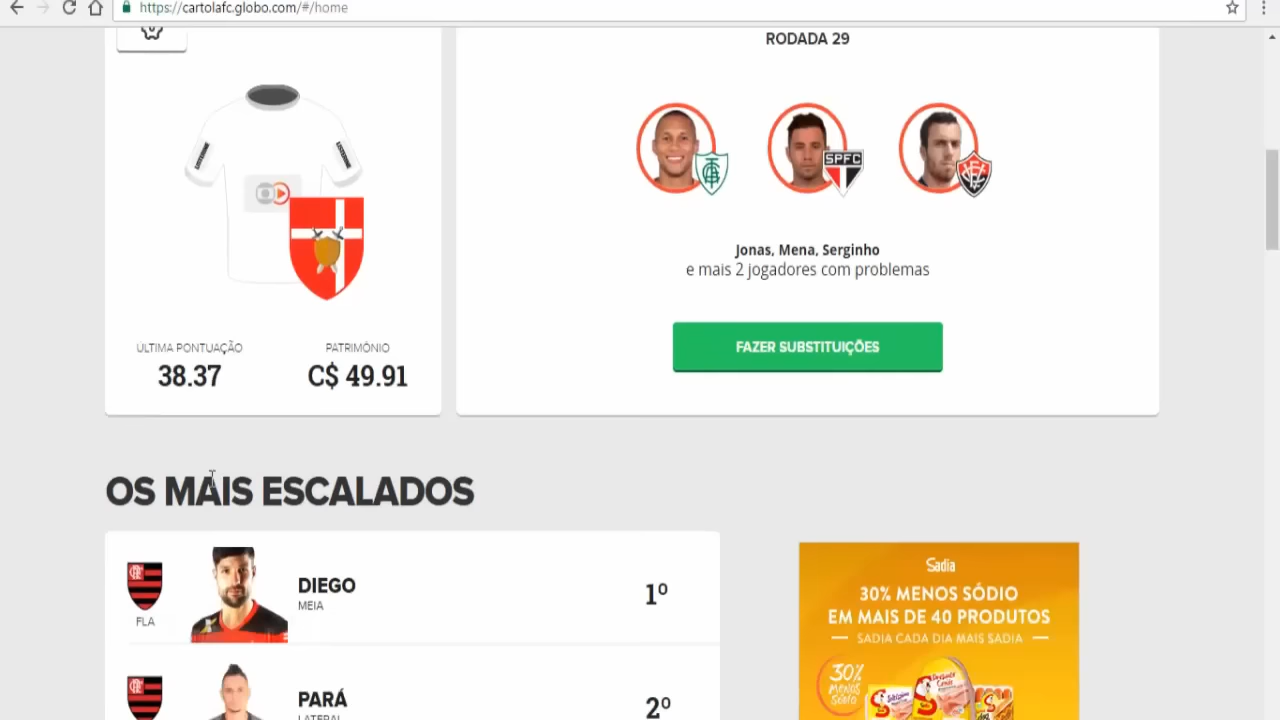 https://cartolafc.globo.com/#/home
RODADA 29
SPFC
Jonas, Mena, Serginho
e mais 2 jogadores com problemas
FAZER SUBSTITUIÇÕES
ÚLTIMA PONTUAÇÃO
38.37
PATRIMÔNIO
C$ 49.91
OS MAIS ESCALADOS
FLA
DIEGO
MEIA
1º
PARÁ
LATERAL
2º
Sadia
30% MENOS SÓDIO
EM MAIS DE 40 PRODUTOS
SADIA CADA DIA MAIS SADIA
30%
MENOS
SÓDIO